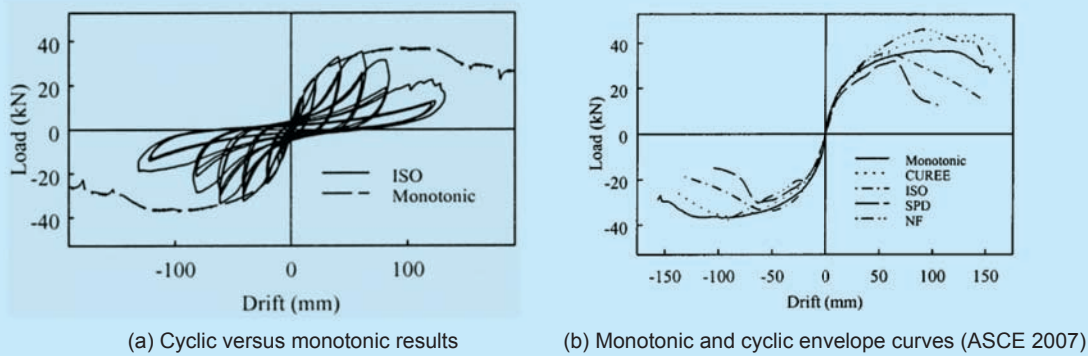 40
20
0
-20
-40
Load (kN)
ISO
Monotonic
-100
0
100
Drift (mm)
(a) Cyclic versus monotonic results
40
20
0
-20
-40
Load (kN)
Monotonic
CUREE
ISO
SPD
NF
-150
-100
-50
0
50
100
150
Drift (mm)
(b) Monotonic and cyclic envelope curves (ASCE 2007)